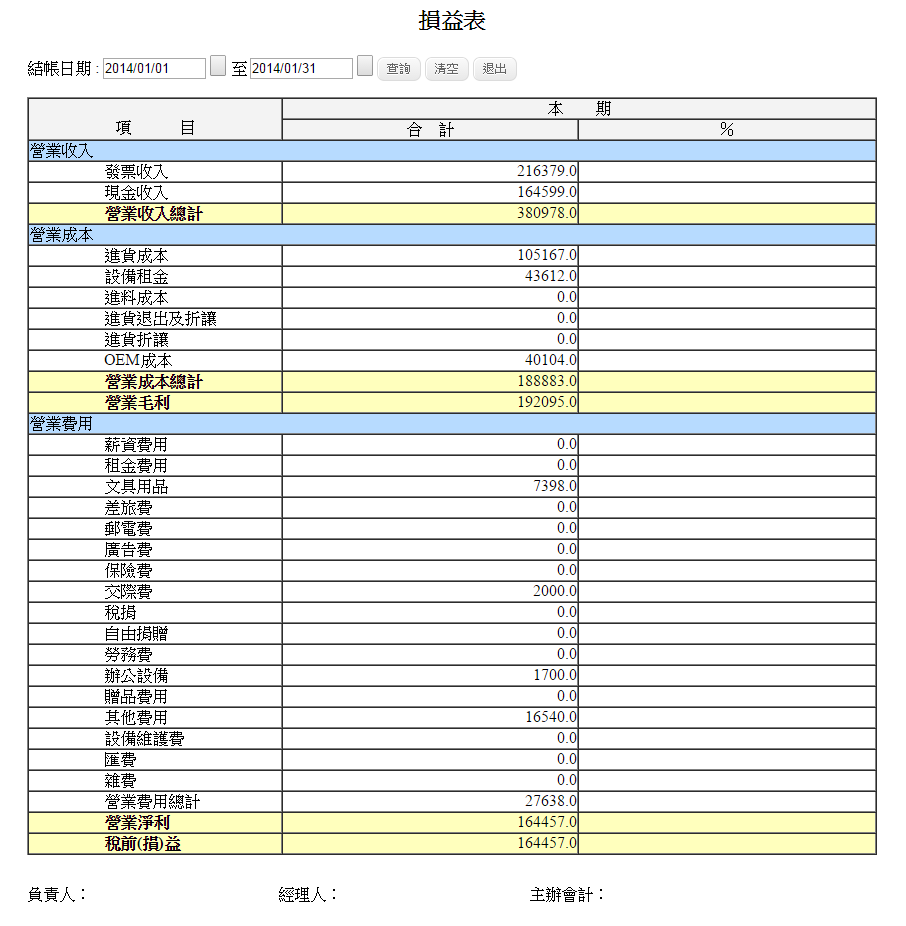 損益表
結帳日期 : 2014/01/01 至 2014/01/31 查詢 清空 退出
項 目 本 期
合 計 %
營業收入
發票收入 216379.0
現金收入 164599.0
營業收入總計 380978.0
營業成本
進貨成本 105167.0
設備租金 43612.0
進料成本 0.0
進貨退出及折讓 0.0
進貨折讓 0.0
OEM成本 40104.0
營業成本總計 188883.0
營業毛利 192095.0
營業費用
薪資費用 0.0
租金費用 0.0
文具用品 7398.0
差旅費 0.0
郵電費 0.0
廣告費 0.0
保險費 0.0
交際費 2000.0
稅捐 0.0
自由捐贈 0.0
勞務費 0.0
辦公設備 1700.0
贈品費用 0.0
其他費用 16540.0
設備維護費 0.0
匯費 0.0
雜費 0.0
營業費用總計 27638.0
營業淨利 164457.0
稅前(損)益 164457.0
負責人： 經理人： 主辦會計：